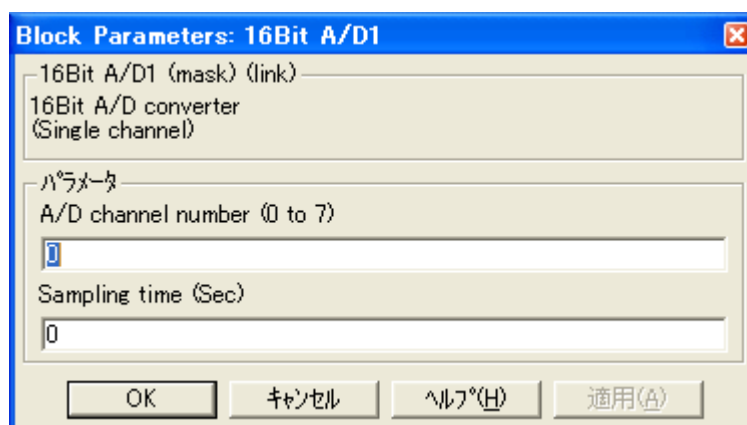 Block Parameters: 16Bit A/D1
16Bit A/D1 (mask) (link)
16Bit A/D converter
(Single channel)
ﾊﾟﾗﾒｰﾀ
A/D channel number (0 to 7)
0
Sampling time (Sec)
0
OK ｷｬﾝｾﾙ ﾍﾙﾌﾟ(H) 適用(A)